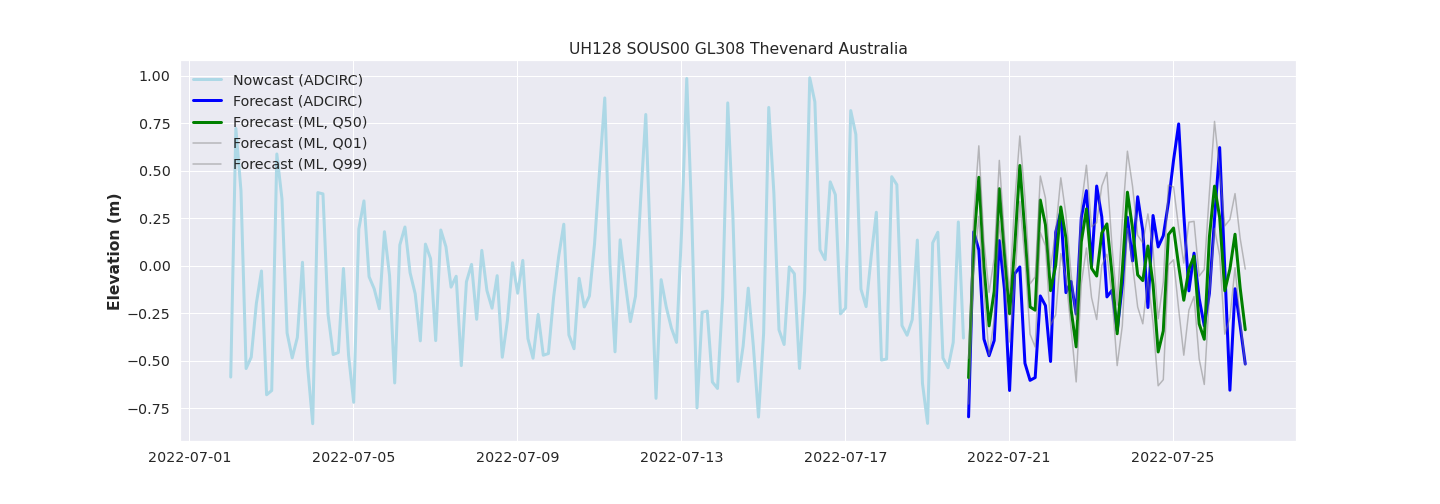 UH128 SOUS00 GL308 Thevenard Australia
Nowcast (ADCIRC)
Forecast (ADCIRC)
Forecast (ML, Q50)
Forecast (ML, Q01)
Forecast (ML, Q99)
Elevation (m)
1.00
0.75
0.50
0.25
0.00
−0.25
−0.50
−0.75
2022-07-01
2022-07-05
2022-07-09
2022-07-13
2022-07-17
2022-07-21
2022-07-25